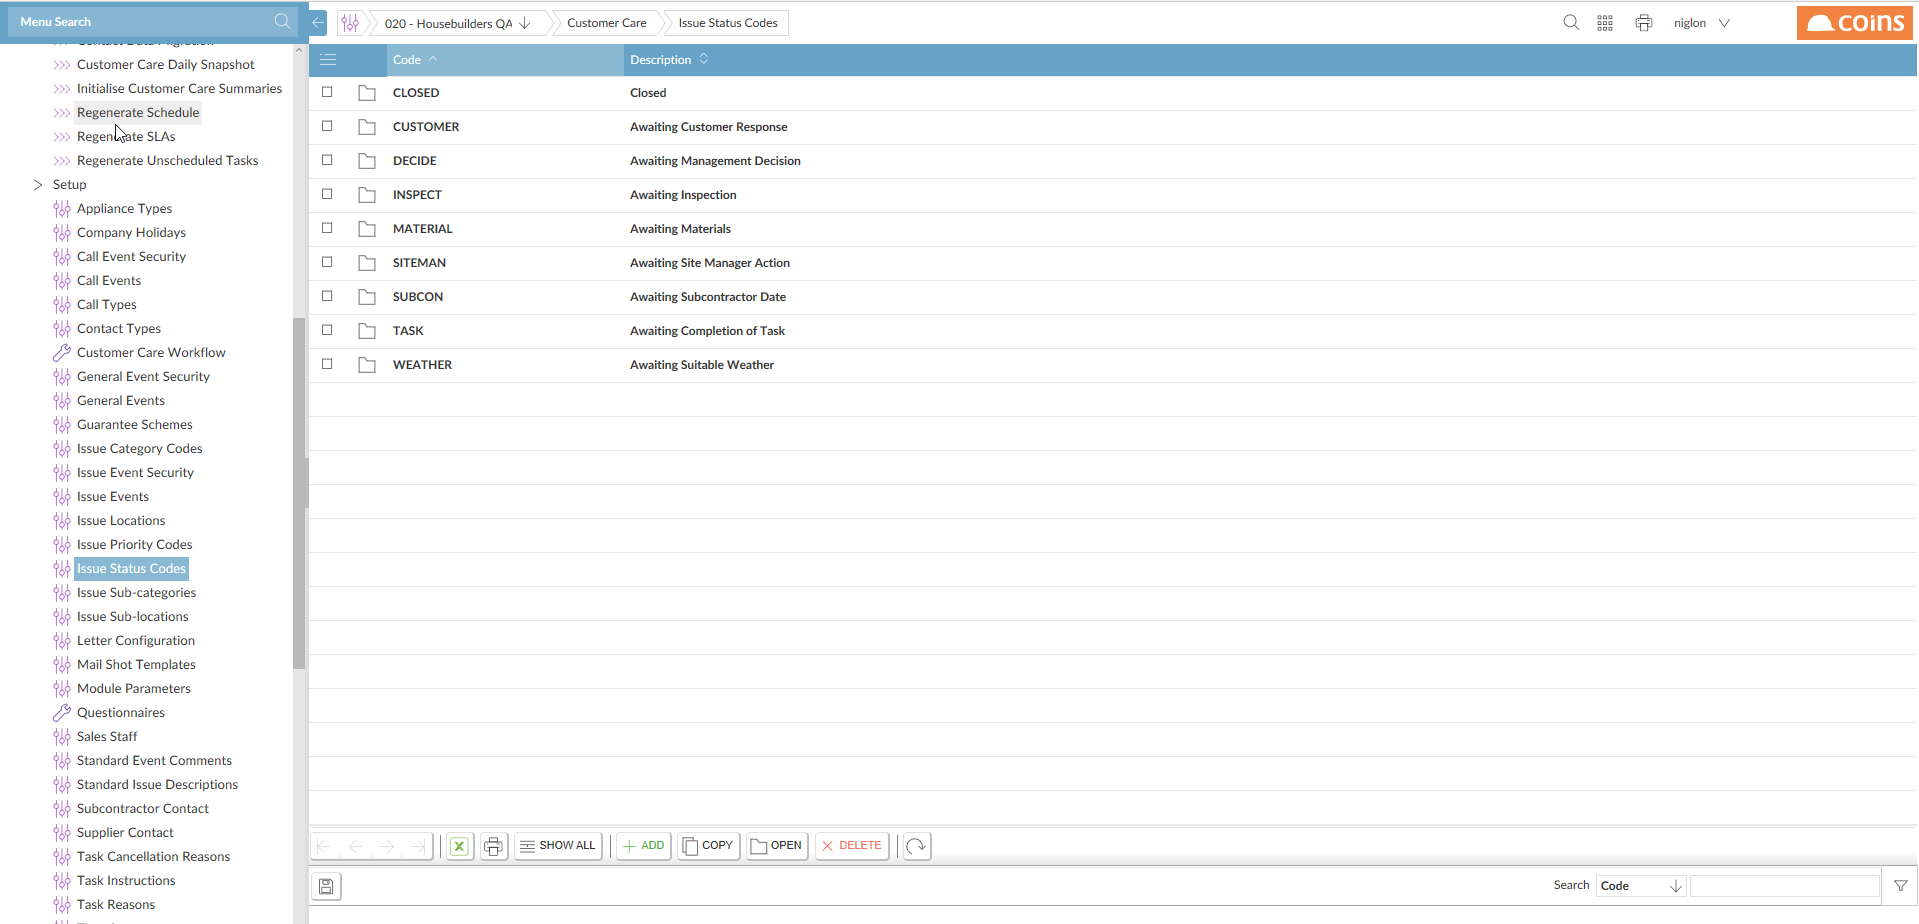 Menu Search
020 - Housebuilders QA
Customer Care
Issue Status Codes
niglon
coins
Contact Data Migration
Customer Care Daily Snapshot
Initialise Customer Care Summaries
Regenerate Schedule
Regenerate SLAs
Regenerate Unscheduled Tasks
Setup
Appliance Types
Company Holidays
Call Event Security
Call Events
Call Types
Contact Types
Customer Care Workflow
General Event Security
General Events
Guarantee Schemes
Issue Category Codes
Issue Event Security
Issue Events
Issue Locations
Issue Priority Codes
Issue Status Codes
Issue Sub-categories
Issue Sub-locations
Letter Configuration
Mail Shot Templates
Module Parameters
Questionnaires
Sales Staff
Standard Event Comments
Standard Issue Descriptions
Subcontractor Contact
Supplier Contact
Task Cancellation Reasons
Task Instructions
Task Reasons
Code Description
CLOSED Closed
CUSTOMER Awaiting Customer Response
DECIDE Awaiting Management Decision
INSPECT Awaiting Inspection
MATERIAL Awaiting Materials
SITEMAN Awaiting Site Manager Action
SUBCON Awaiting Subcontractor Date
TASK Awaiting Completion of Task
WEATHER Awaiting Suitable Weather
SHOW ALL ADD COPY OPEN DELETE
Search Code